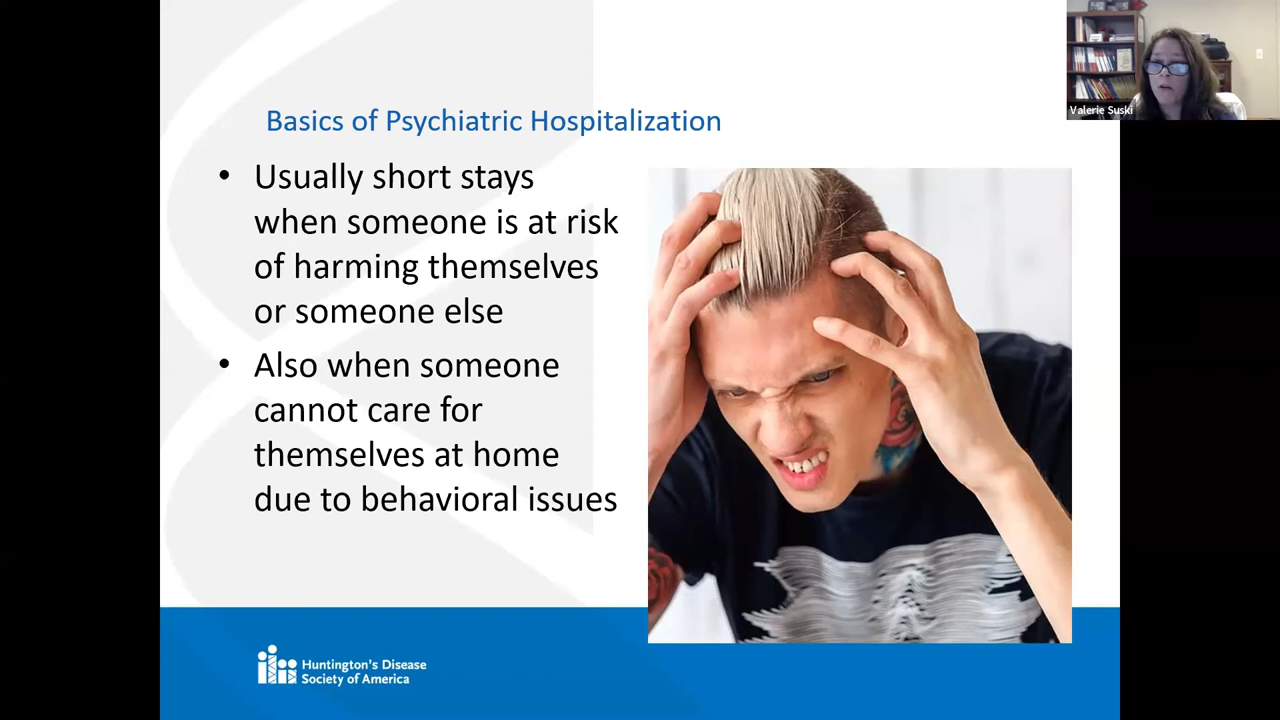 Valerie Suski
Basics of Psychiatric Hospitalization
• Usually short stays
when someone is at risk
of harming themselves
or someone else
• Also when someone
cannot care for
themselves at home
due to behavioral issues
Huntington's Disease
Society of America